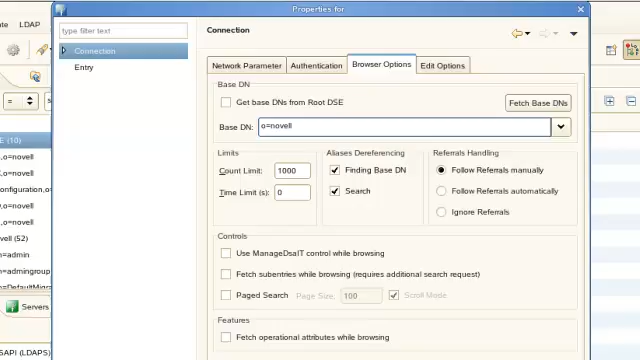 Properties for
ate LDAP
type filter text
Connection
Entry
Connection
Network Parameter Authentication Browser Options Edit Options
Base DN
Get base DNs from Root DSE Fetch Base DNs
Base DN: o=novell
Limits
Count Limit: 1000
Time Limit (s): 0
Aliases Dereferencing
Finding Base DN
Search
Referrals Handling
Follow Referrals manually
Follow Referrals automatically
Ignore Referrals
Controls
Use ManageDsaIT control while browsing
Fetch subentries while browsing (requires additional search request)
Paged Search Page Size: 100 Scroll Mode
Features
Fetch operational attributes while browsing
=
E (10)
,o=novell
,o=novell
onfiguration,o=
,o=novell
,o=novell
vell (52)
n=admin
n=admingroup
n=DefaultMigra
Servers
SAPI (LDAPS)